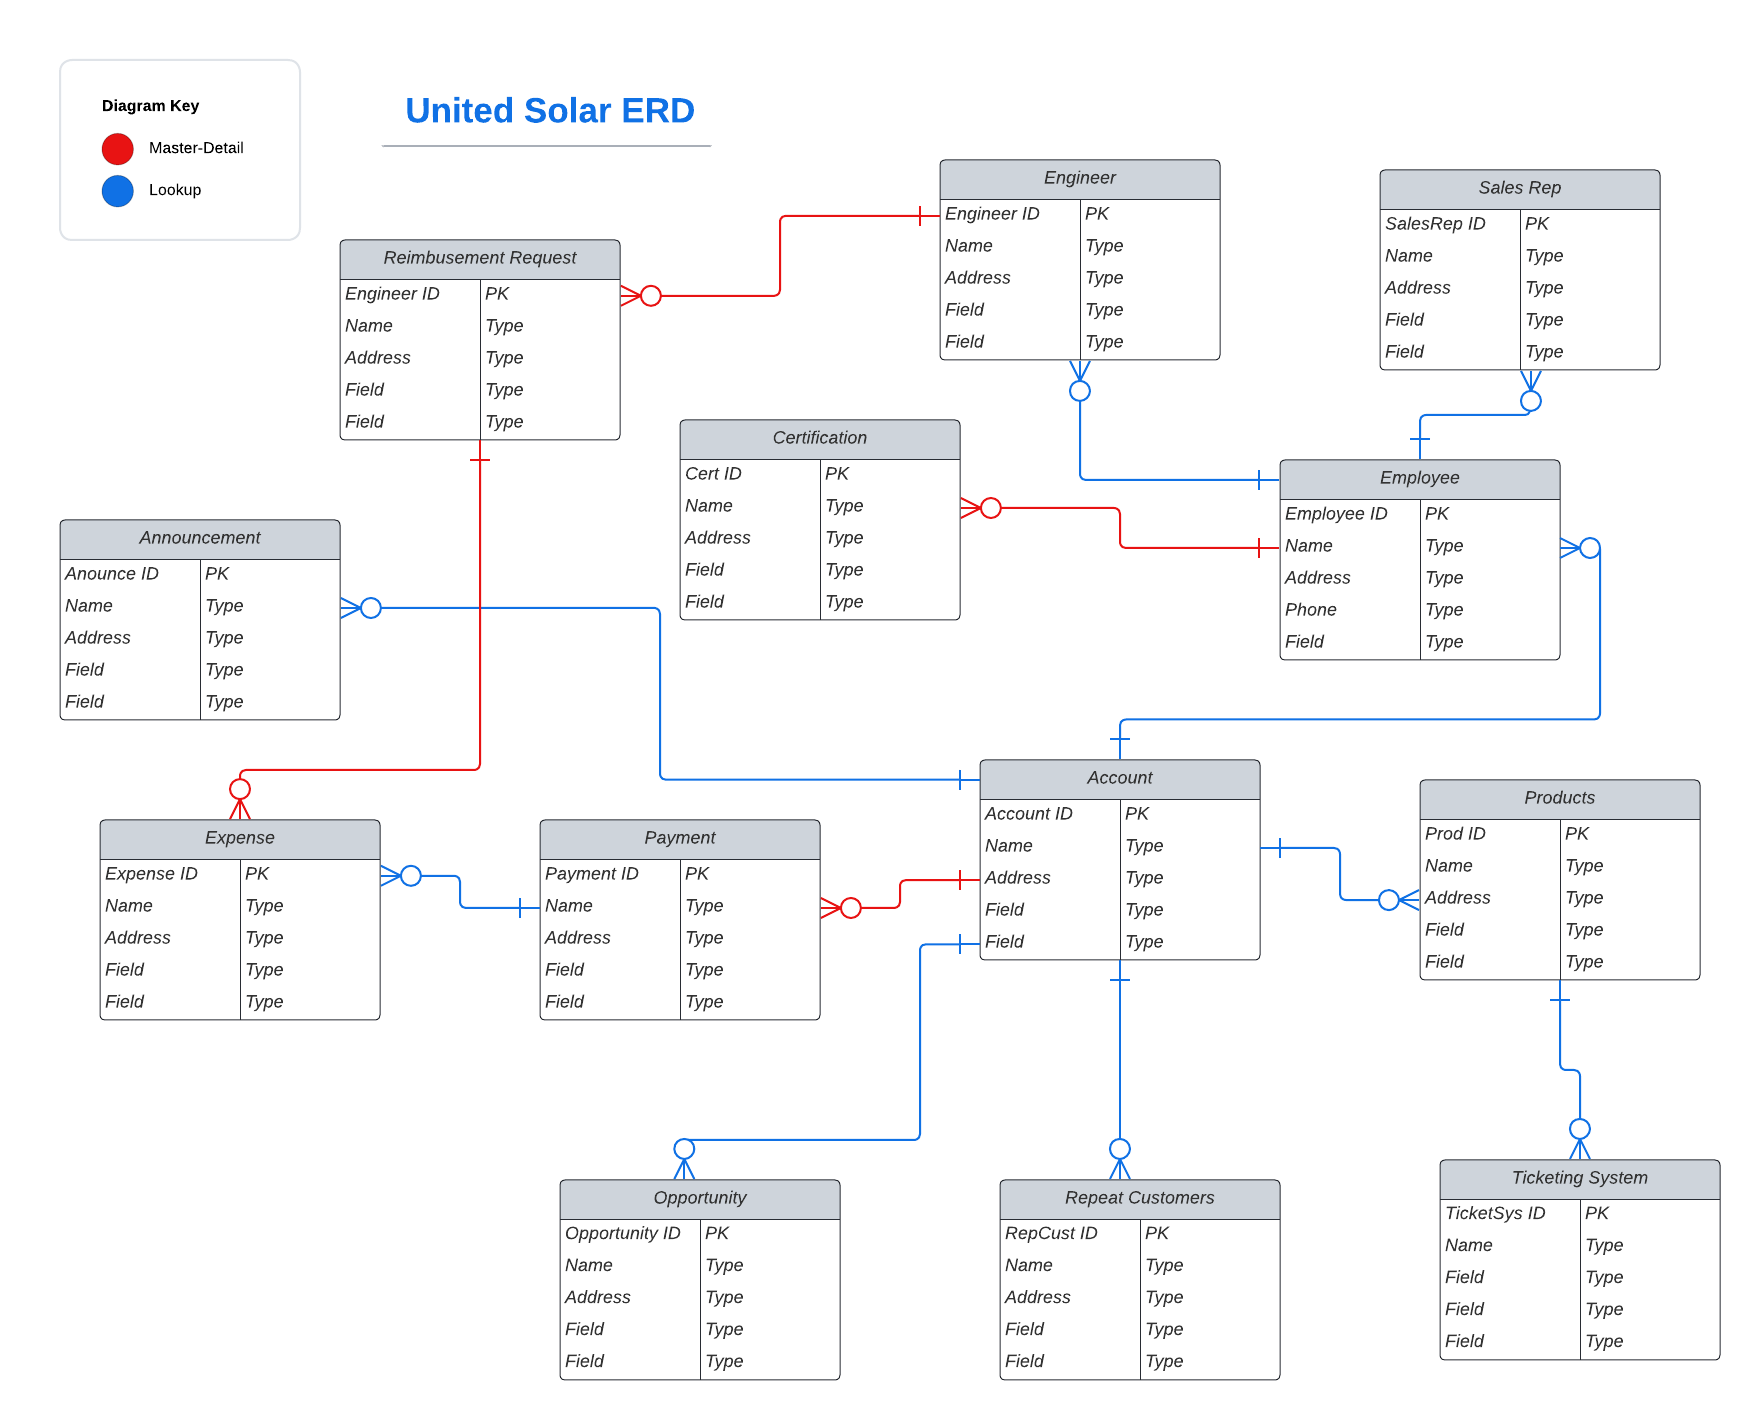 Diagram Key
Master-Detail
Lookup
United Solar ERD
Engineer
Engineer ID PK
Name Type
Address Type
Field Type
Field Type
Sales Rep
SalesRep ID PK
Name Type
Address Type
Field Type
Field Type
Reimbusement Request
Engineer ID PK
Name Type
Address Type
Field Type
Field Type
Certification
Cert ID PK
Name Type
Address Type
Field Type
Field Type
Employee
Employee ID PK
Name Type
Address Type
Phone Type
Field Type
Announcement
Anounce ID PK
Name Type
Address Type
Field Type
Field Type
Account
Account ID PK
Name Type
Address Type
Field Type
Field Type
Products
Prod ID PK
Name Type
Address Type
Field Type
Field Type
Expense
Expense ID PK
Name Type
Address Type
Field Type
Field Type
Payment
Payment ID PK
Name Type
Address Type
Field Type
Field Type
Opportunity
Opportunity ID PK
Name Type
Address Type
Field Type
Field Type
Repeat Customers
RepCust ID PK
Name Type
Address Type
Field Type
Field Type
Ticketing System
TicketSys ID PK
Name Type
Field Type
Field Type
Field Type